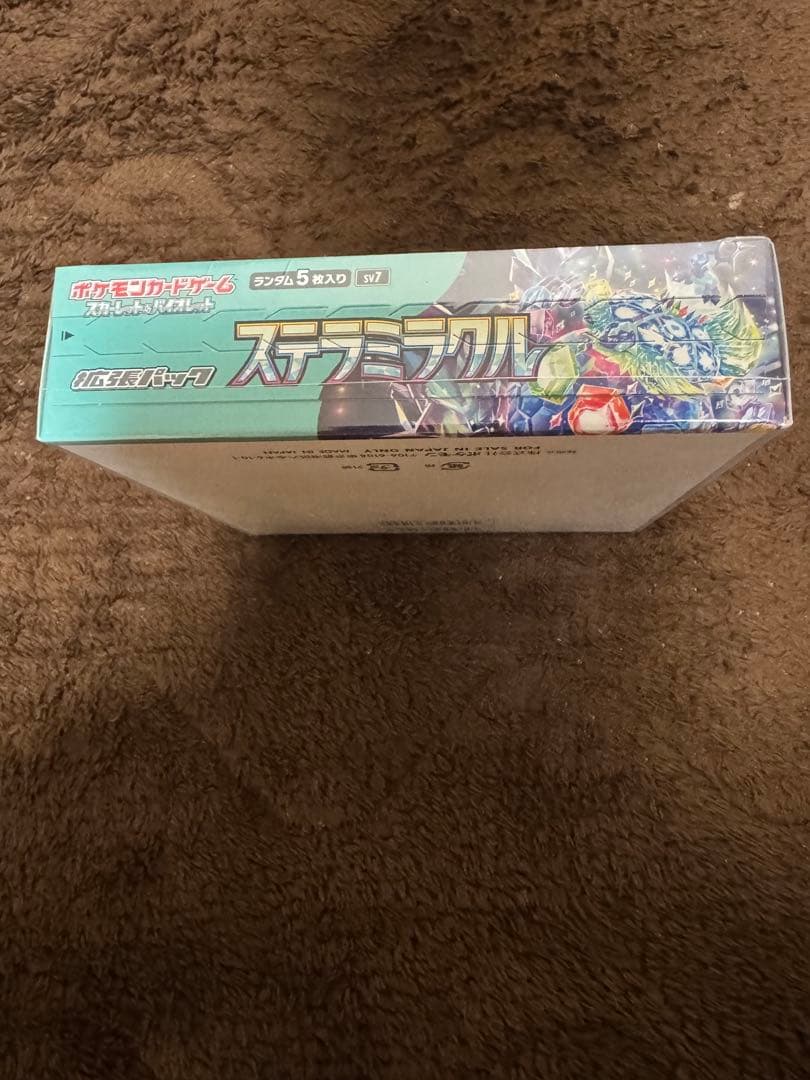 ポケモンカードゲーム
スカーレット&バイオレット
ランダム5枚入り
SV7
拡張パック
ステラミラクル
FOR SALE IN JAPAN ONLY MADE IN JAPAN